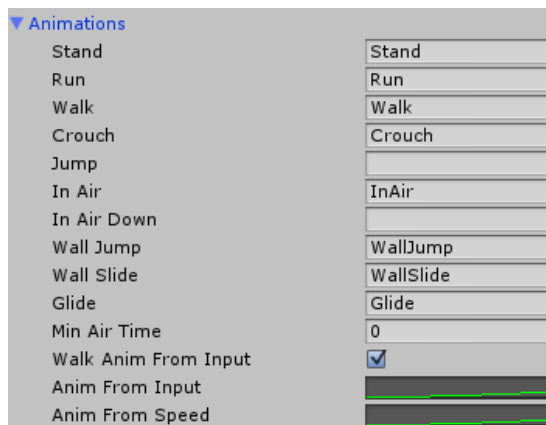 Animations
Stand Stand
Run Run
Walk Walk
Crouch Crouch
Jump
In Air InAir
In Air Down
Wall Jump WallJump
Wall Slide WallSlide
Glide Glide
Min Air Time 0
Walk Anim From Input
Anim From Input
Anim From Speed